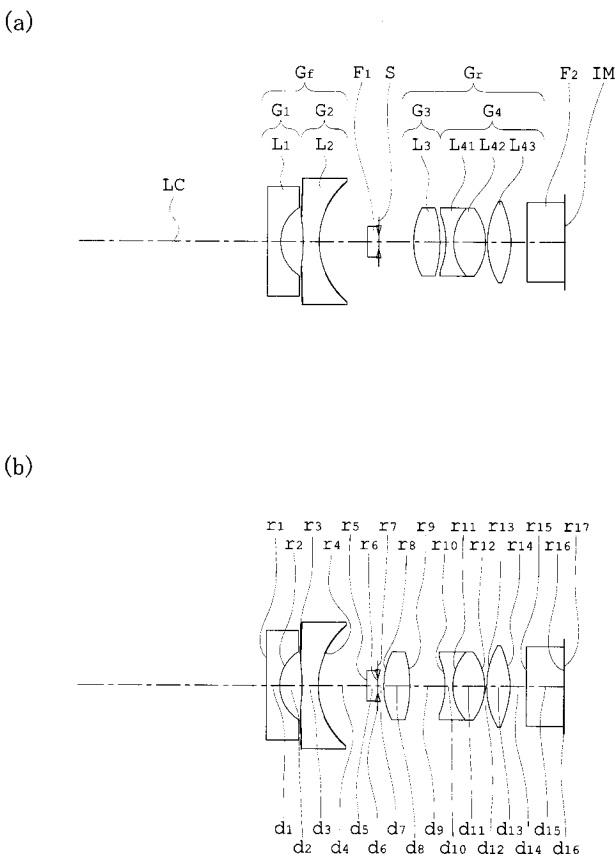 (a)
Gf F1 S Gr F2 IM
G1 G2 G3 G4
L1 L2 L3 L41 L42 L43
LC
(b)
r1 r3 r5 r7 r9 r11 r13 r15 r17
r2 r4 r6 r8 r10 r12 r14 r16
d1 d3 d5 d7 d9 d11 d13 d15
d2 d4 d6 d8 d10 d12 d14 d16